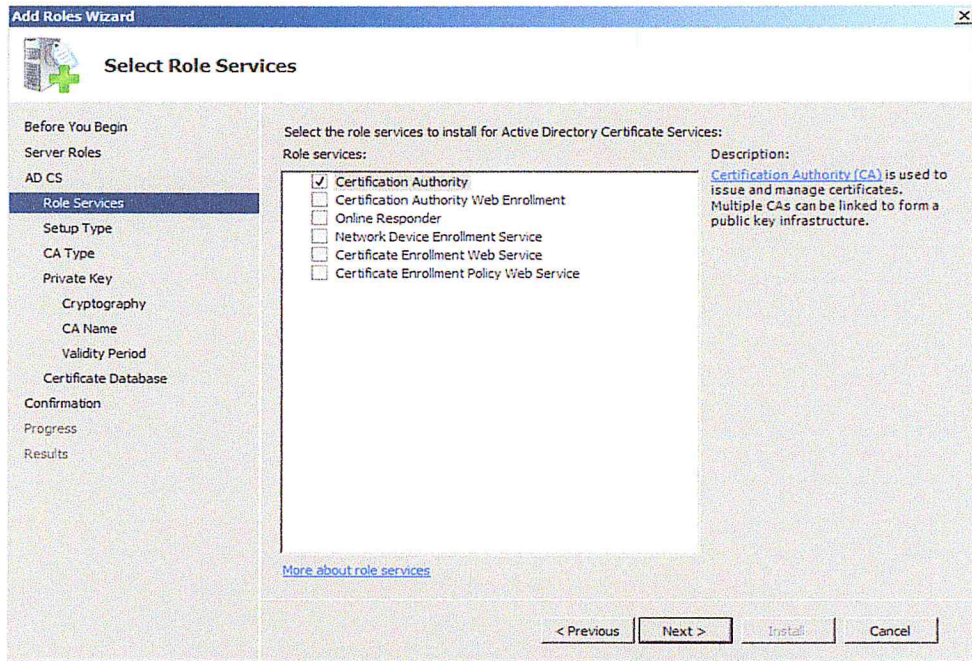 Add Roles Wizard
Select Role Services
Before You Begin
Server Roles
AD CS
Role Services
Setup Type
CA Type
Private Key
Cryptography
CA Name
Validity Period
Certificate Database
Confirmation
Progress
Results
Select the role services to install for Active Directory Certificate Services:
Role services:
Certification Authority
Certification Authority Web Enrollment
Online Responder
Network Device Enrollment Service
Certificate Enrollment Web Service
Certificate Enrollment Policy Web Service
More about role services
Description:
Certification Authority (CA) is used to
issue and manage certificates.
Multiple CAs can be linked to form a
public key infrastructure.
< Previous
Next >
Install
Cancel